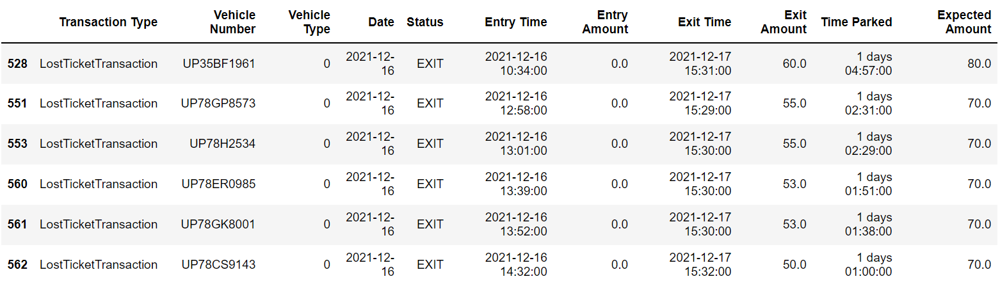 Transaction Type Vehicle Number Vehicle Type Date Status Entry Time Entry Amount Exit Time Exit Amount Time Parked Expected Amount
528 LostTicketTransaction UP35BF1961 0 2021-12-16 EXIT 2021-12-16 10:34:00 0.0 2021-12-17 15:31:00 60.0 1 days 04:57:00 80.0
551 LostTicketTransaction UP78GP8573 0 2021-12-16 EXIT 2021-12-16 12:58:00 0.0 2021-12-17 15:29:00 55.0 1 days 02:31:00 70.0
553 LostTicketTransaction UP78H2534 0 2021-12-16 EXIT 2021-12-16 13:01:00 0.0 2021-12-17 15:30:00 55.0 1 days 02:29:00 70.0
560 LostTicketTransaction UP78ER0985 0 2021-12-16 EXIT 2021-12-16 13:39:00 0.0 2021-12-17 15:30:00 53.0 1 days 01:51:00 70.0
561 LostTicketTransaction UP78GK8001 0 2021-12-16 EXIT 2021-12-16 13:52:00 0.0 2021-12-17 15:30:00 53.0 1 days 01:38:00 70.0
562 LostTicketTransaction UP78CS9143 0 2021-12-16 EXIT 2021-12-16 14:32:00 0.0 2021-12-17 15:32:00 50.0 1 days 01:00:00 70.0